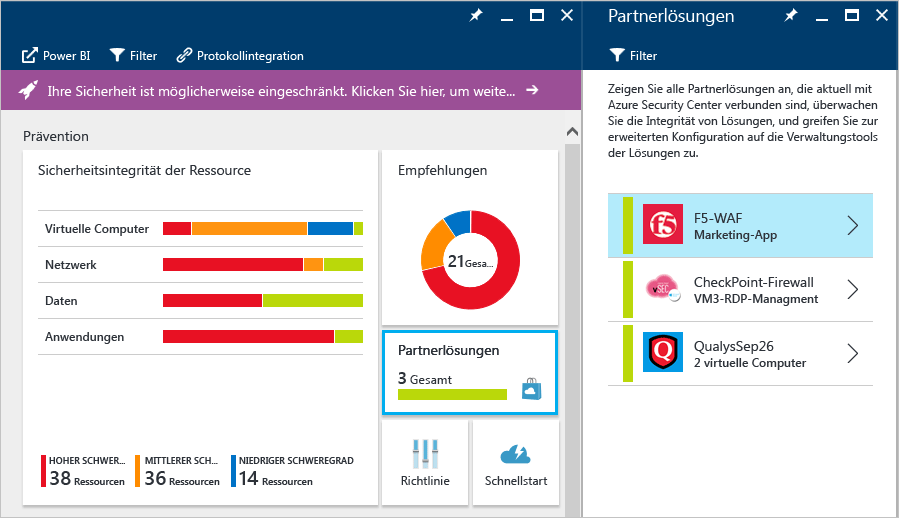 Power BI
Filter
Protokollintegration
Ihre Sicherheit ist möglicherweise eingeschränkt. Klicken Sie hier, um weite...
Prävention
Sicherheitsintegrität der Ressource
Virtuelle Computer
Netzwerk
Daten
Anwendungen
HOHER SCHWER...
38 Ressourcen
MITTLERER SCH...
36 Ressourcen
NIEDRIGER SCHWEREGRAD
14 Ressourcen
Empfehlungen
21 Gesa...
Partnerlösungen
3 Gesamt
Richtlinie
Schnellstart
Partnerlösungen
Filter
Zeigen Sie alle Partnerlösungen an, die aktuell mit
Azure Security Center verbunden sind, überwachen
Sie die Integrität von Lösungen, und greifen Sie zur
erweiterten Konfiguration auf die Verwaltungstools
der Lösungen zu.
f5
F5-WAF
Marketing-App
vSEC
CheckPoint-Firewall
VM3-RDP-Managment
Q
QualysSep26
2 virtuelle Computer